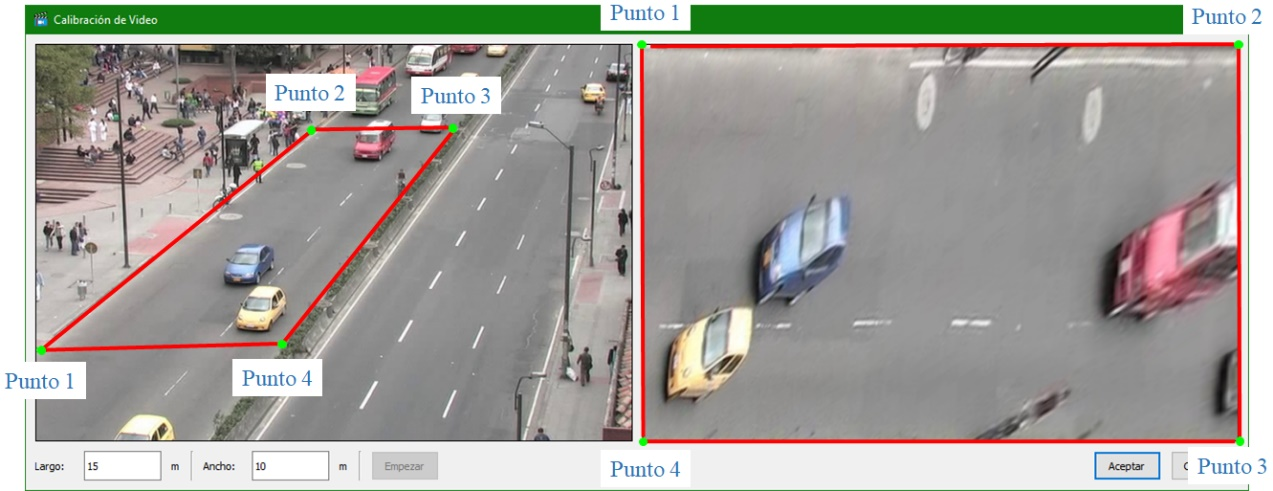 Calibración de Video
Punto 1
Punto 2
Punto 2
Punto 3
Punto 1
Punto 4
Largo:
15
m
Ancho:
10
m
Empezar
Punto 4
Aceptar
Punto 3